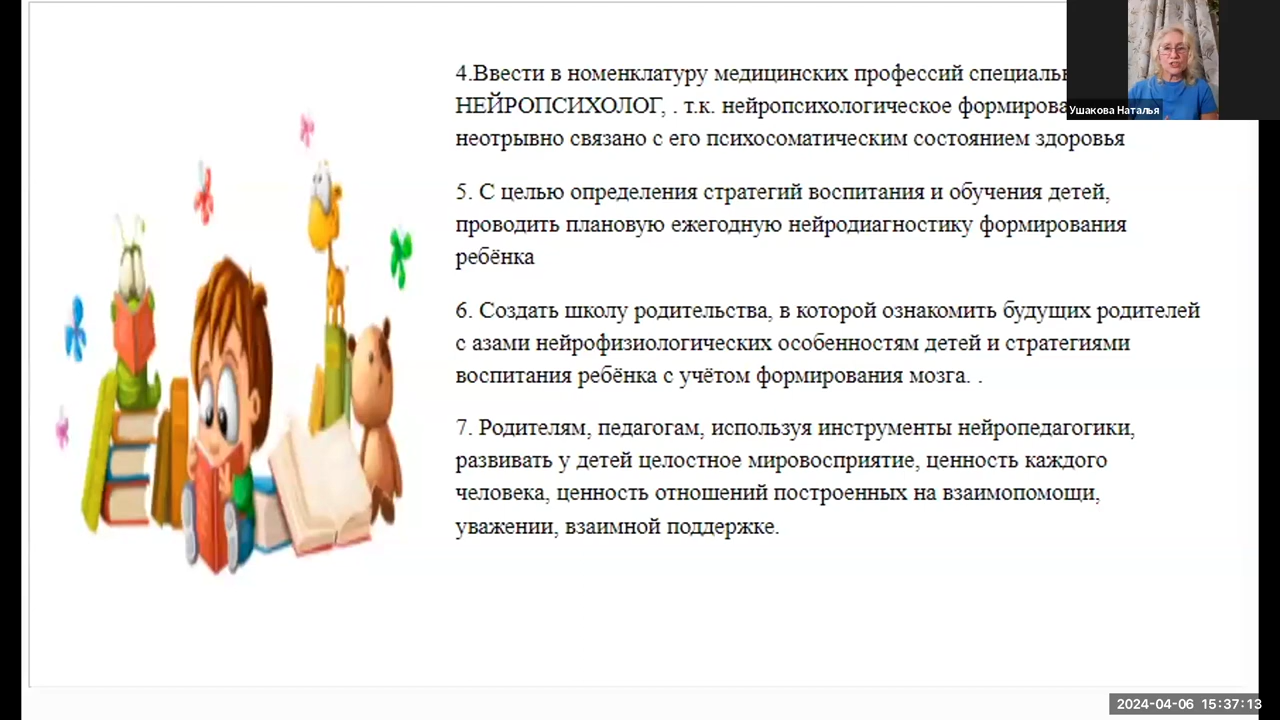 4.Ввести в номенклатуру медицинских профессий
НЕЙРОПСИХОЛОГ, . т.к. нейропсихологическое
неотрывно связано с его психосоматическим состоянием здоровья
5. С целью определения стратегий воспитания и обучения детей,
проводить плановую ежегодную нейродиагностику формирования
ребёнка
6. Создать школу родительства, в которой ознакомить будущих родителей
с азами нейрофизиологических особенностям детей и стратегиями
воспитания ребёнка с учётом формирования мозга. .
7. Родителям, педагогам, используя инструменты нейропедагогики,
развивать у детей целостное мировосприятие, ценность каждого
человека, ценность отношений построенных на взаимопомощи,
уважении, взаимной поддержке.
Ушакова Наталья
2024-04-06 15:37:13